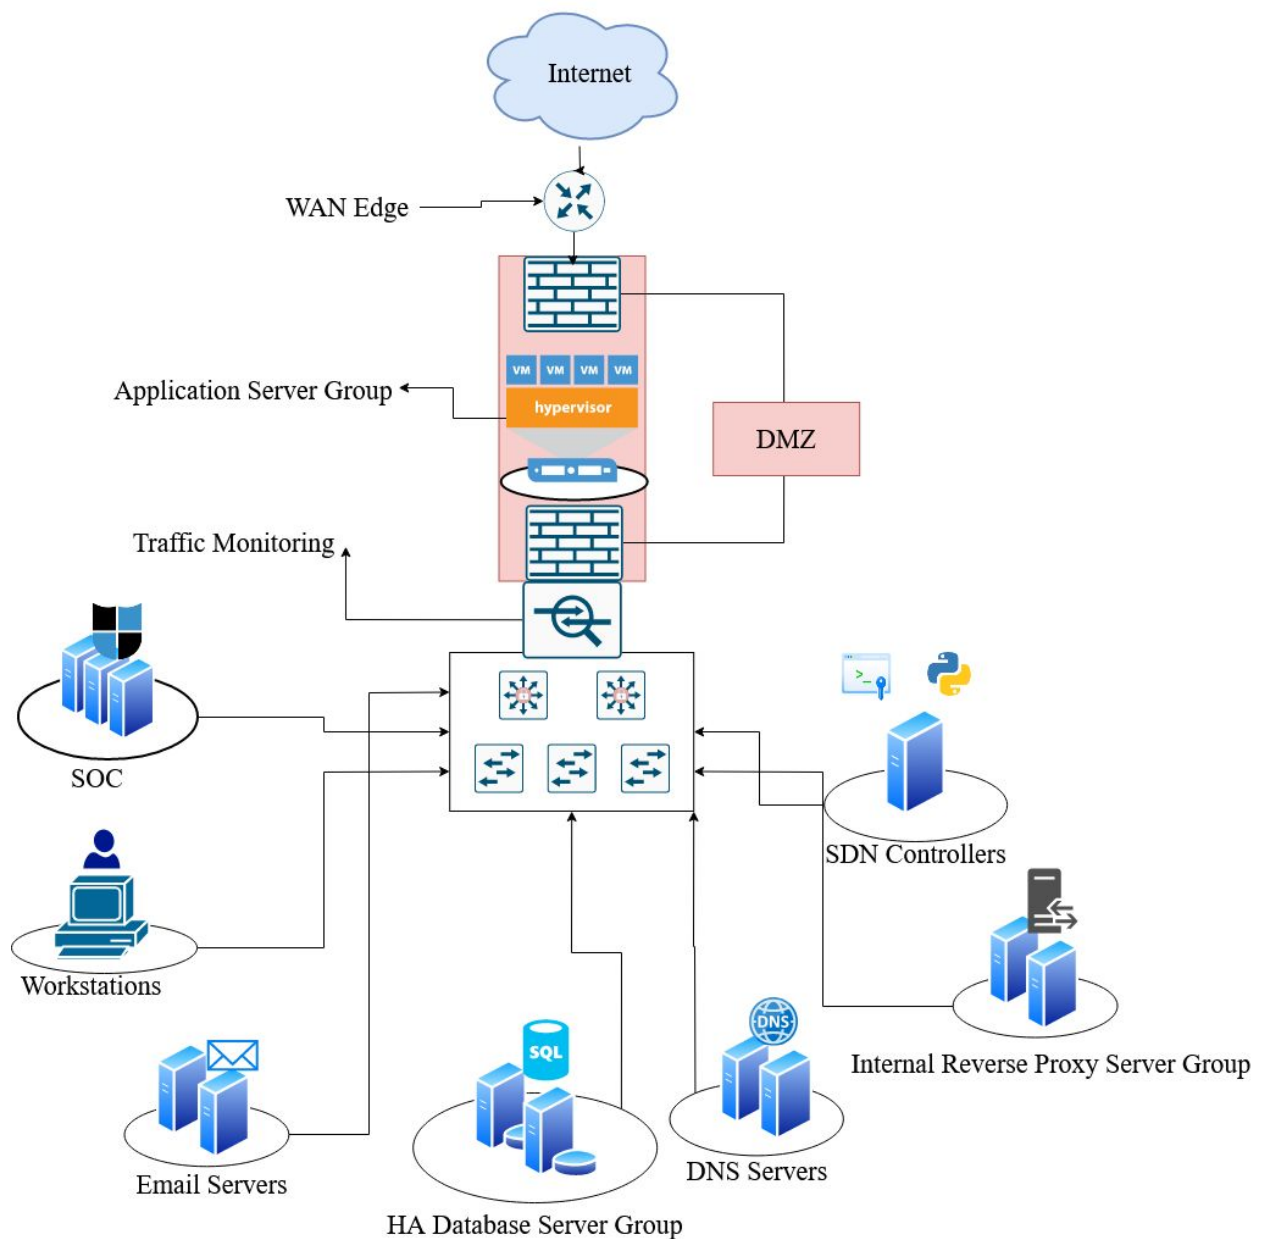 Internet
WAN Edge
VM VM VM VM
Application Server Group
hypervisor
DMZ
Traffic Monitoring
>_
SOC
SDN Controllers
Workstations
DNS
SQL
Internal Reverse Proxy Server Group
Email Servers
DNS Servers
HA Database Server Group